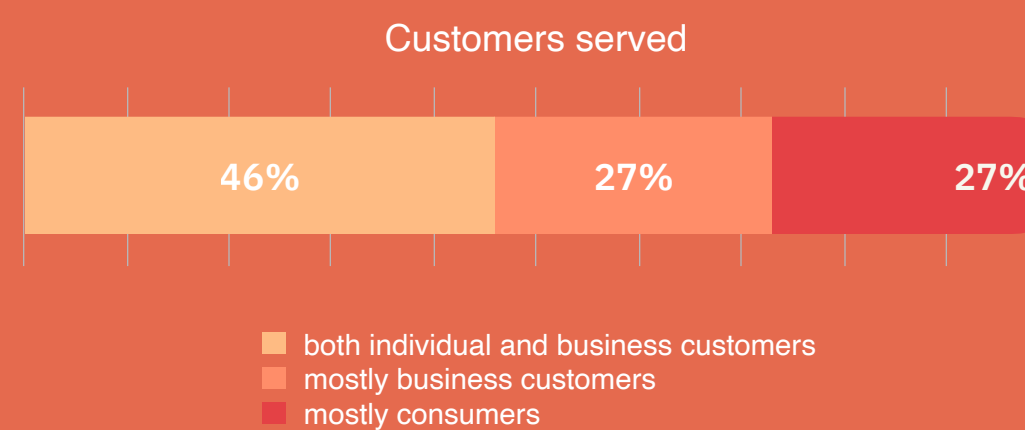 Customers served
46% 27% 27%
both individual and business customers
mostly business customers
mostly consumers